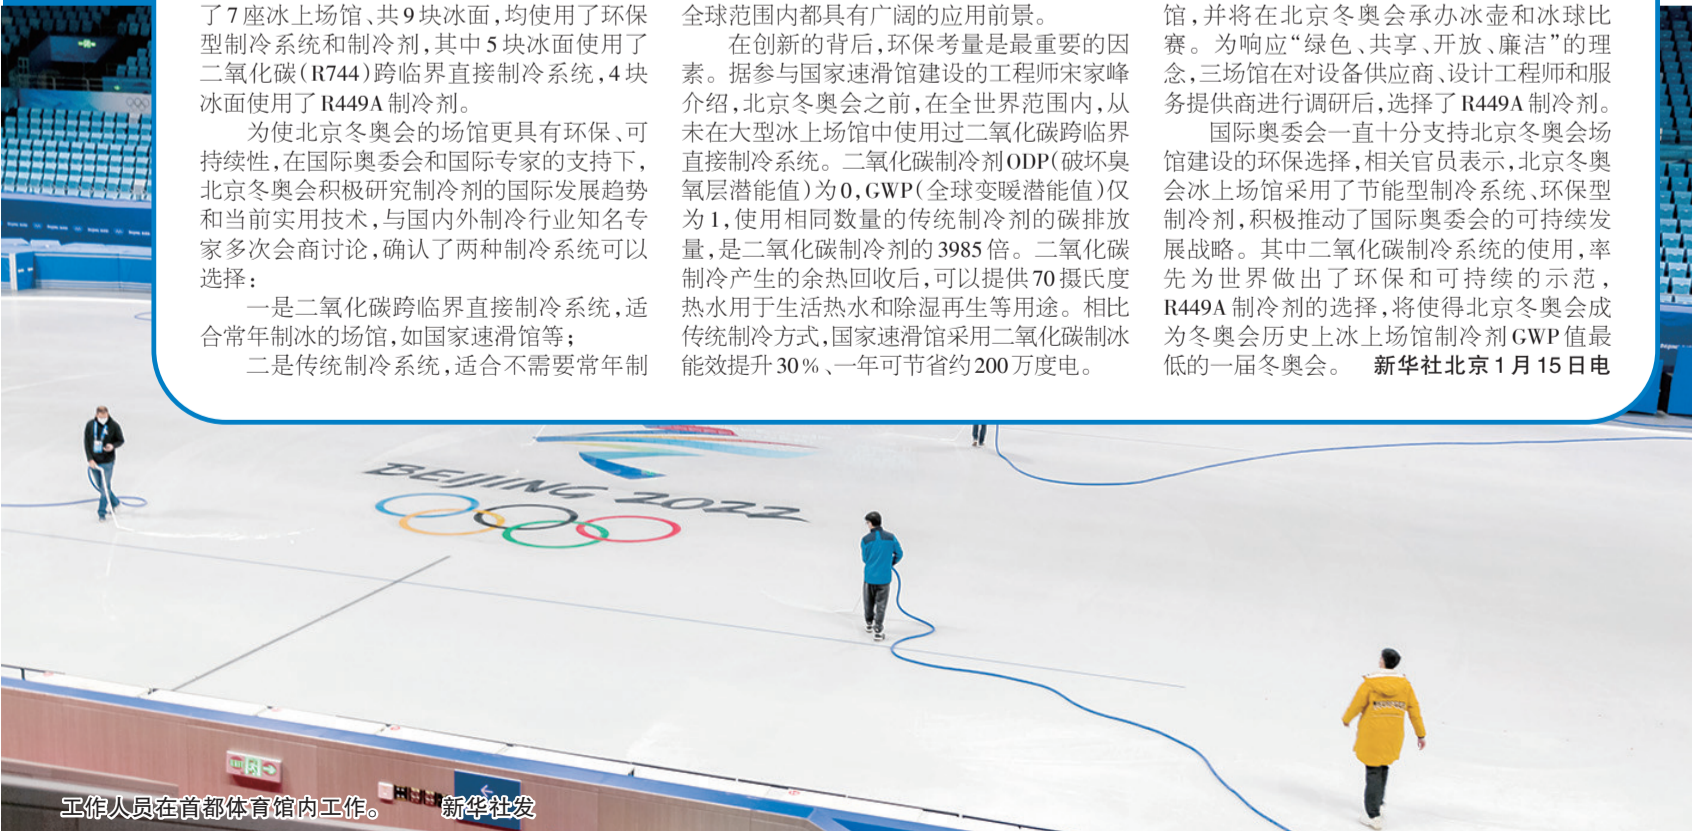 了7座冰上场馆、共9块冰面，均使用了环保
型制冷系统和制冷剂，其中5块冰面使用了
二氧化碳（R744）跨临界直接制冷系统，4块
冰面使用了R449A制冷剂。
为使北京冬奥会的场馆更具有环保、可
持续性，在国际奥委会和国际专家的支持下，
北京冬奥会积极研究制冷剂的国际发展趋势
和当前实用技术，与国内外制冷行业知名专
家多次会商讨论，确认了两种制冷系统可以
选择：
一是二氧化碳跨临界直接制冷系统，适
合常年制冰的场馆，如国家速滑馆等；
二是传统制冷系统，适合不需要常年制
全球范围内都具有广阔的应用前景。
在创新的背后，环保考量是最重要的因
素。据参与国家速滑馆建设的工程师宋家峰
介绍，北京冬奥会之前，在全世界范围内，从
未在大型冰上场馆中使用过二氧化碳跨临界
直接制冷系统。二氧化碳制冷剂ODP（破坏臭
氧层潜能值）为0，GWP（全球变暖潜能值）仅
为1，使用相同数量的传统制冷剂的碳排放
量，是二氧化碳制冷剂的3985倍。二氧化碳
制冷产生的余热回收后，可以提供70摄氏度
热水用于生活热水和除湿再生等用途。相比
传统制冷方式，国家速滑馆采用二氧化碳制冰
能效提升30%、一年可节省约200万度电。
馆，并将在北京冬奥会承办冰壶和冰球比
赛。为响应“绿色、共享、开放、廉洁”的理
念，三场馆在对设备供应商、设计工程师和服
务提供商进行调研后，选择了R449A制冷剂。
国际奥委会一直十分支持北京冬奥会场
馆建设的环保选择，相关官员表示，北京冬奥
会冰上场馆采用了节能型制冷系统、环保型
制冷剂，积极推动了国际奥委会的可持续发
展战略。其中二氧化碳制冷系统的使用，率
先为世界做出了环保和可持续的示范，
R449A制冷剂的选择，将使得北京冬奥会成
为冬奥会历史上冰上场馆制冷剂GWP值最
低的一届冬奥会。 新华社北京1月15日电
BEIJING 2022
EXIT
工作人员在首都体育馆内工作。 新华社发